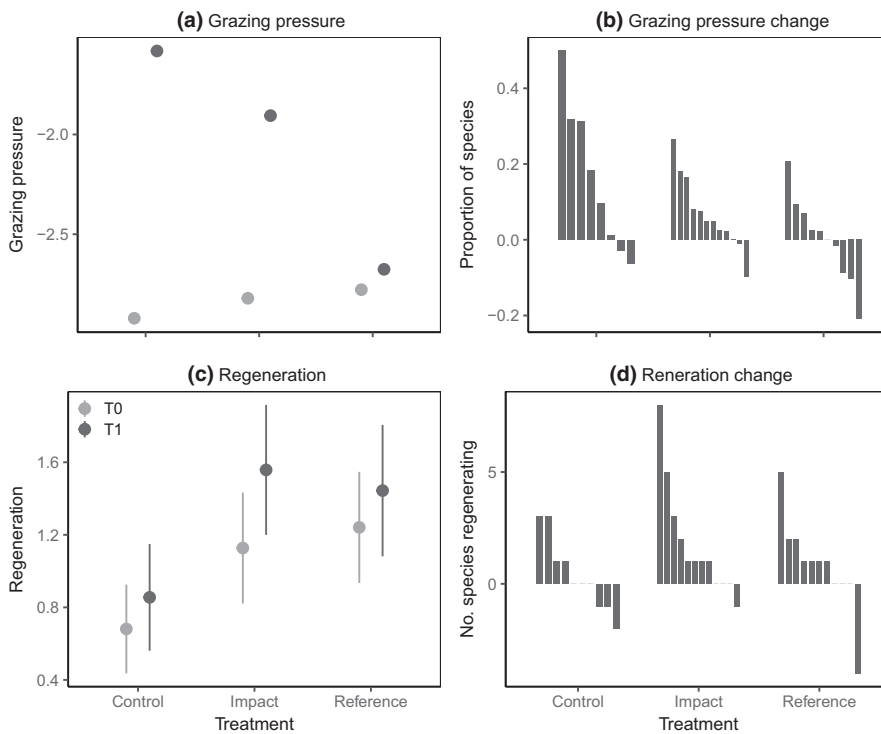 (a) Grazing pressure
Grazing pressure
−2.0
−2.5
(b) Grazing pressure change
Proportion of species
0.4
0.2
0.0
−0.2
(c) Regeneration
T0
T1
Regeneration
1.6
1.2
0.8
0.4
Control Impact Reference
Treatment
(d) Reneration change
No. species regenerating
5
0
Control Impact Reference
Treatment